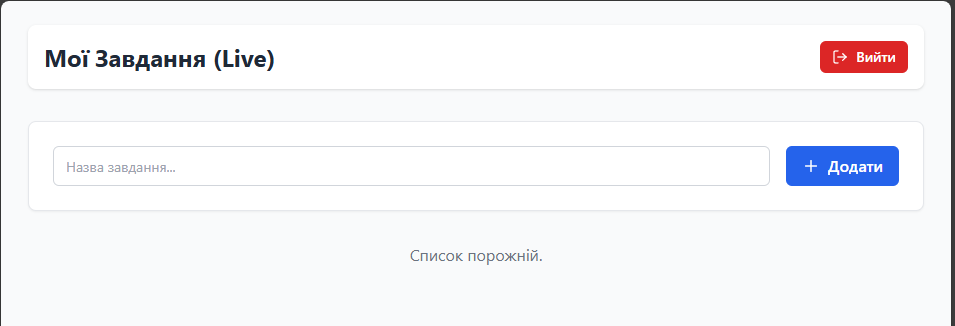 Мої Завдання (Live)
Вийти
Назва завдання...
Додати
Список порожній.